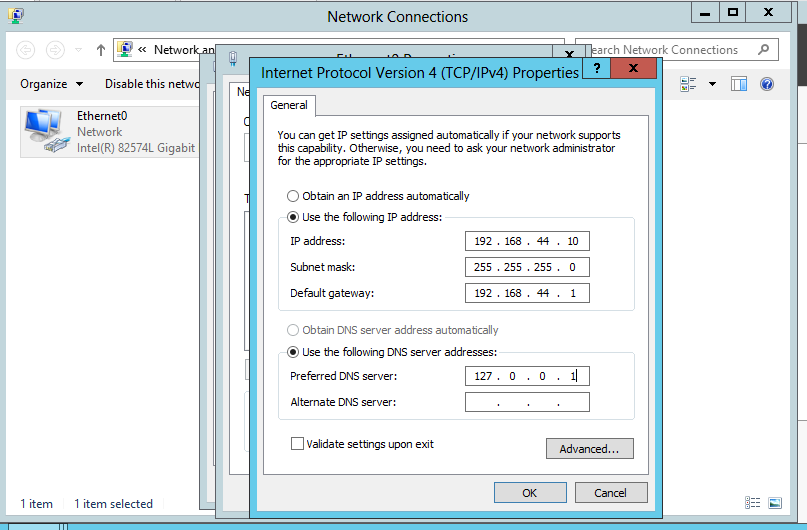 Network Connections
« Network an
earch Network Connections
Organize
Disable this netwo
Ethernet0
Network
Intel(R) 82574L Gigabit
Ne
Internet Protocol Version 4 (TCP/IPv4) Properties
?
x
General
You can get IP settings assigned automatically if your network supports
this capability. Otherwise, you need to ask your network administrator
for the appropriate IP settings.
Obtain an IP address automatically
Use the following IP address:
IP address:
192 . 168 . 44 . 10
Subnet mask:
255 . 255 . 255 . 0
Default gateway:
192 . 168 . 44 . 1
Obtain DNS server address automatically
Use the following DNS server addresses:
Preferred DNS server:
127 . 0 . 0 . 1
Alternate DNS server:
. . .
Validate settings upon exit
Advanced...
OK
Cancel
1 item
1 item selected